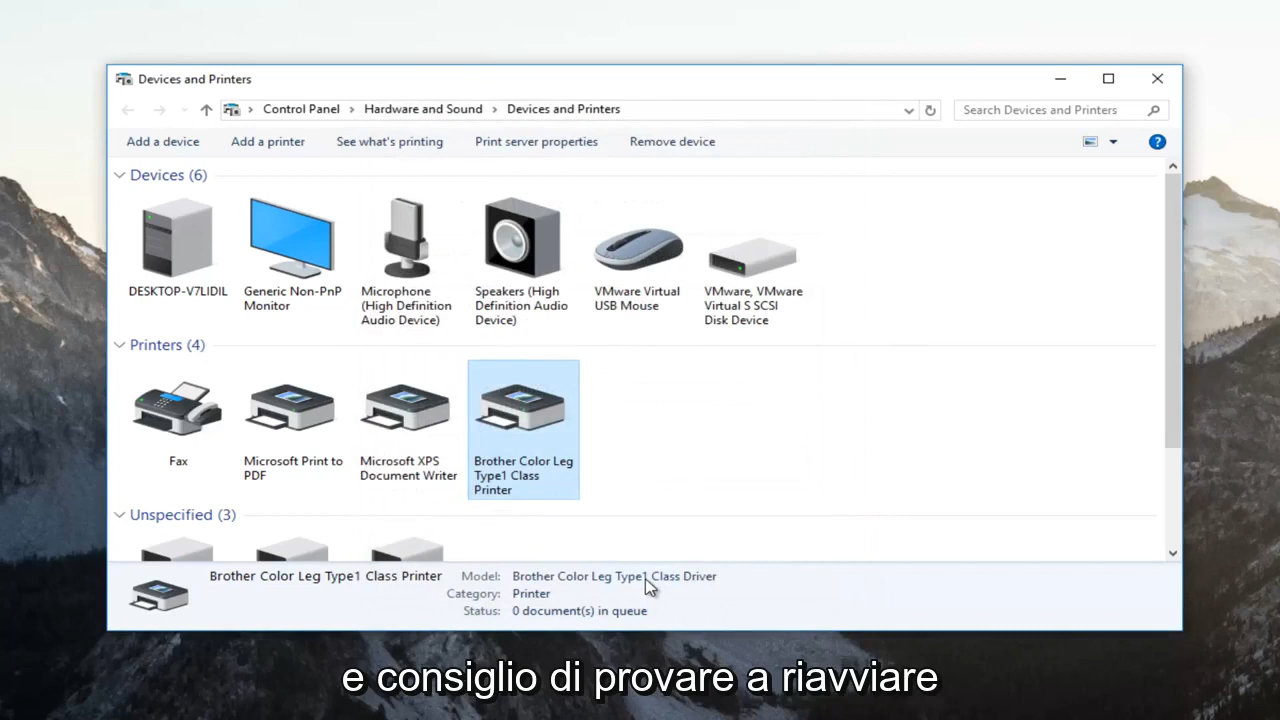 Devices and Printers
Control Panel > Hardware and Sound > Devices and Printers
Search Devices and Printers
Add a device Add a printer See what's printing Print server properties Remove device
?
Devices (6)
DESKTOP-V7LIDIL
Generic Non-PnP
Monitor
Microphone
(High Definition
Audio Device)
Speakers (High
Definition Audio
Device)
VMware Virtual
USB Mouse
VMware, VMware
Virtual S SCSI
Disk Device
Printers (4)
Fax
Microsoft Print to
PDF
Microsoft XPS
Document Writer
Brother Color Leg
Type1 Class
Printer
Unspecified (3)
Brother Color Leg Type1 Class Printer
Model: Brother Color Leg Type1 Class Driver
Category: Printer
Status: 0 document(s) in queue
e consiglio di provare a riavviare